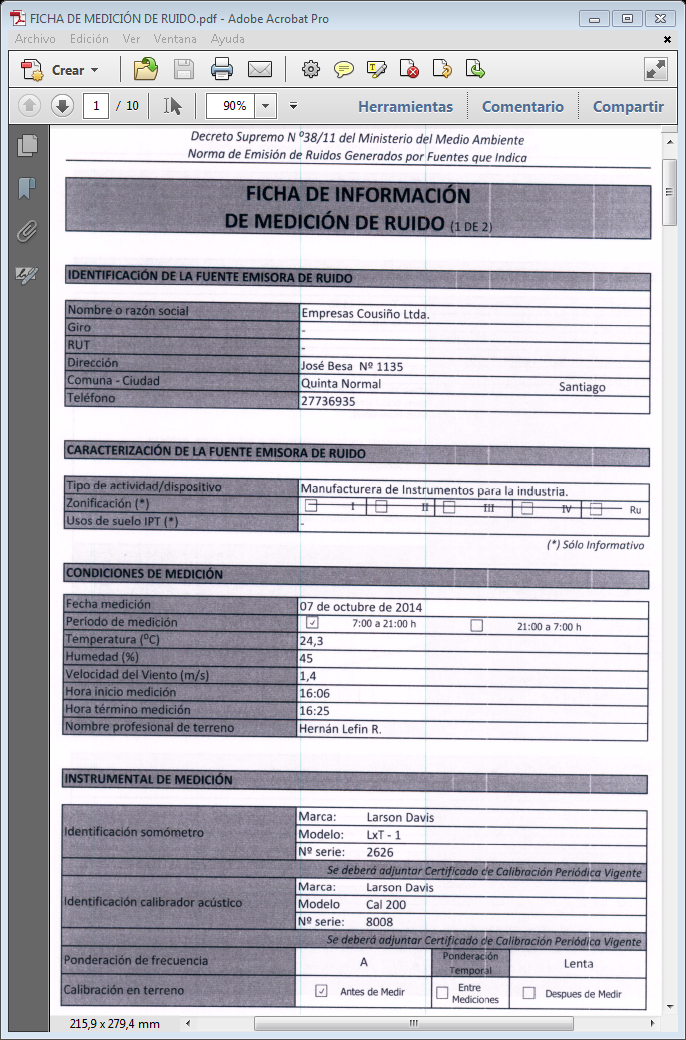 FICHA DE MEDICIÓN DE RUIDO.pdf - Adobe Acrobat Pro
Archivo Edición Ver Ventana Ayuda
Crear
1 / 10 90% Herramientas Comentario Compartir
Decreto Supremo N º38/11 del Ministerio del Medio Ambiente
Norma de Emisión de Ruidos Generados por Fuentes que Indica
FICHA DE INFORMACIÓN
DE MEDICIÓN DE RUIDO (1 DE 2)
IDENTIFICACIÓN DE LA FUENTE EMISORA DE RUIDO
Nombre o razón social Empresas Cousiño Ltda.
Giro -
RUT -
Dirección José Besa Nº 1135
Comuna - Ciudad Quinta Normal Santiago
Teléfono 27736935
CARACTERIZACIÓN DE LA FUENTE EMISORA DE RUIDO
Tipo de actividad/dispositivo Manufacturera de Instrumentos para la industria.
Zonificación (*) I II III IV Ru
Usos de suelo IPT (*) -
(*) Sólo Informativo
CONDICIONES DE MEDICIÓN
Fecha medición 07 de octubre de 2014
Periodo de medición 7:00 a 21:00 h 21:00 a 7:00 h
Temperatura (ºC) 24,3
Humedad (%) 45
Velocidad del Viento (m/s) 1,4
Hora inicio medición 16:06
Hora término medición 16:25
Nombre profesional de terreno Hernán Lefin R.
INSTRUMENTAL DE MEDICIÓN
Identificación somómetro
Marca: Larson Davis
Modelo: LxT - 1
Nº serie: 2626
Se deberá adjuntar Certificado de Calibración Periódica Vigente
Identificación calibrador acústico
Marca: Larson Davis
Modelo Cal 200
Nº serie: 8008
Se deberá adjuntar Certificado de Calibración Periódica Vigente
Ponderación de frecuencia A Ponderación Temporal Lenta
Calibración en terreno Antes de Medir Entre Mediciones Despues de Medir
215,9 x 279,4 mm